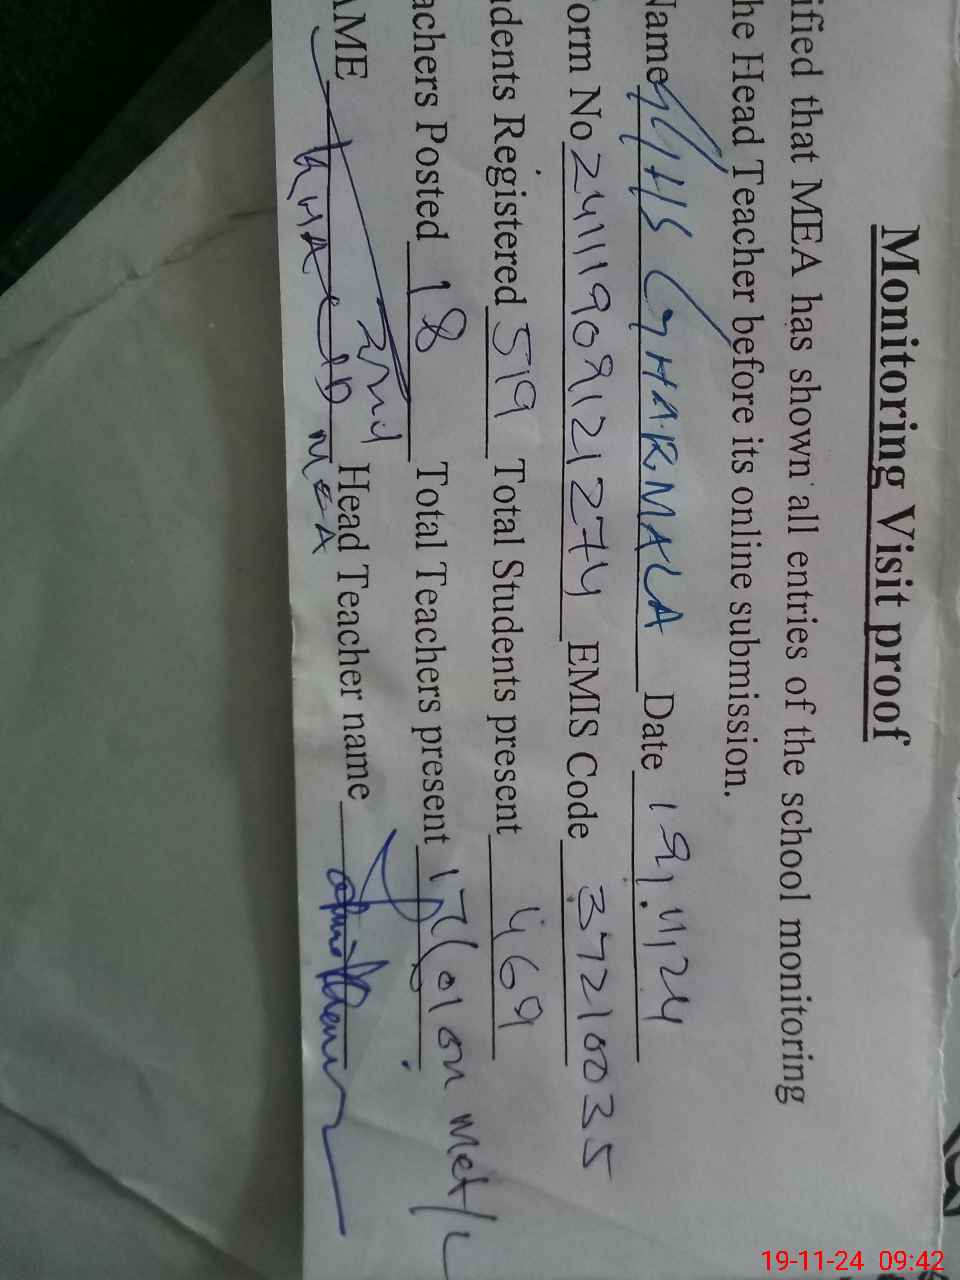 Monitoring Visit proof
ified that MEA has shown all entries of the school monitoring
he Head Teacher before its online submission.
Name GHS GHARMALA Date 19.11.24
orm No 24111909121274 EMIS Code 37210035
dents Registered 519 Total Students present 469
achers Posted 18 Total Teachers present 17(01 on met/L
AME KHALID Head Teacher name
MEA
19-11-24 09:42